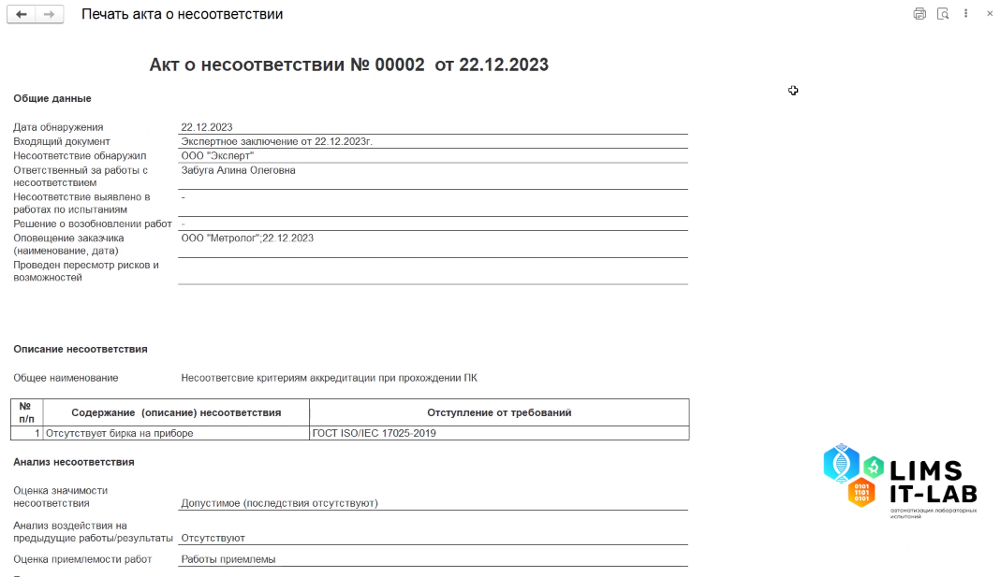 Печать акта о несоответствии
Акт о несоответствии № 00002 от 22.12.2023
Общие данные
Дата обнаружения 22.12.2023
Входящий документ Экспертное заключение от 22.12.2023г.
Несоответствие обнаружил ООО "Эксперт"
Ответственный за работы с Забуга Алина Олеговна
несоответствием
Несоответствие выявлено в -
работах по испытаниям
Решение о возобновлении работ -
Оповещение заказчика ООО "Метролог";22.12.2023
(наименование, дата)
Проведен пересмотр рисков и
возможностей
Описание несоответствия
Общее наименование Несоответсвие критериям аккредитации при прохождении ПК
№
п/п Содержание (описание) несоответствия Отступление от требований
1 Отсутствует бирка на приборе ГОСТ ISO/IEC 17025-2019
Анализ несоответствия
Оценка значимости
несоответствия Допустимое (последствия отсутствуют)
Анализ воздействия на
предыдущие работы/результаты Отсутствуют
Оценка приемлемости работ Работы приемлемы
LIMS
IT-LAB
автоматизация лабораторных
испытаний
0101
1101
0101